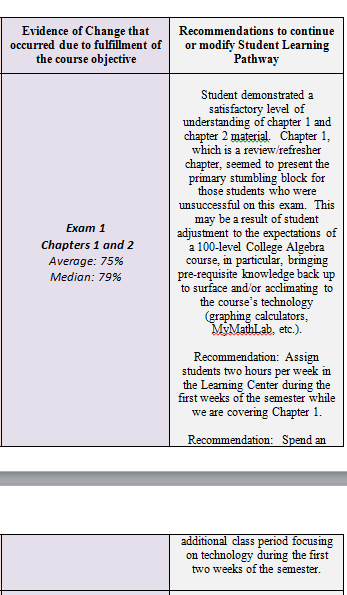 Evidence of Change that
occurred due to fulfillment of
the course objective
Recommendations to continue
or modify Student Learning
Pathway
Exam 1
Chapters 1 and 2
Average: 75%
Median: 79%
Student demonstrated a
satisfactory level of
understanding of chapter 1 and
chapter 2 material. Chapter 1,
which is a review/refresher
chapter, seemed to present the
primary stumbling block for
those students who were
unsuccessful on this exam. This
may be a result of student
adjustment to the expectations of
a 100-level College Algebra
course, in particular, bringing
pre-requisite knowledge back up
to surface and/or acclimating to
the course's technology
(graphing calculators,
MyMathLab, etc.).
Recommendation: Assign
students two hours per week in
the Learning Center during the
first weeks of the semester while
we are covering Chapter 1.
Recommendation: Spend an
additional class period focusing
on technology during the first
two weeks of the semester.